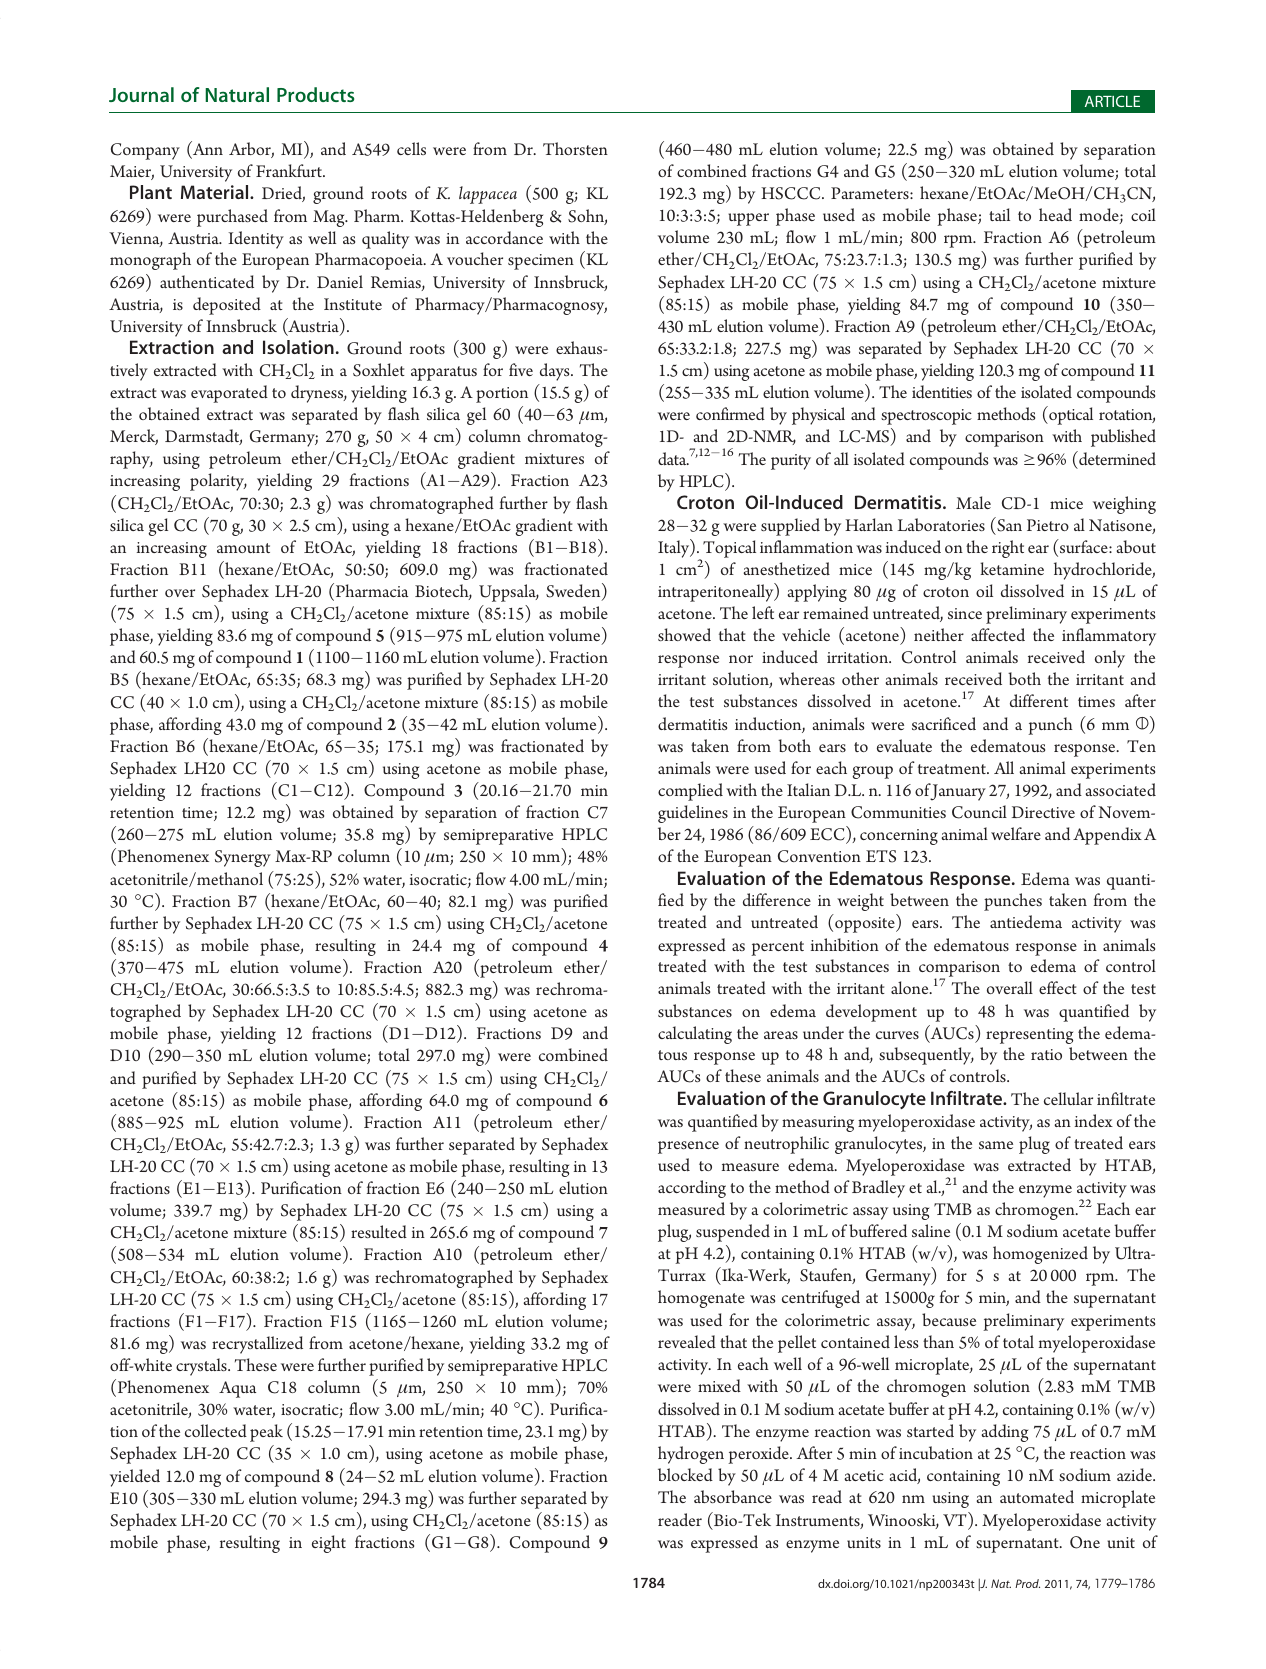 Journal of Natural Products
ARTICLE
Company (Ann Arbor, MI), and A549 cells were from Dr. Thorsten
Maier, University of Frankfurt.
Plant Material. Dried, ground roots of K. lappacea (500 g; KL
6269) were purchased from Mag. Pharm. Kottas-Heldenberg & Sohn,
Vienna, Austria. Identity as well as quality was in accordance with the
monograph of the European Pharmacopoeia. A voucher specimen (KL
6269) authenticated by Dr. Daniel Remias, University of Innsbruck,
Austria, is deposited at the Institute of Pharmacy/Pharmacognosy,
University of Innsbruck (Austria).
Extraction and Isolation. Ground roots (300 g) were exhaus-
tively extracted with CH₂Cl₂ in a Soxhlet apparatus for five days. The
extract was evaporated to dryness, yielding 16.3 g. A portion (15.5 g) of
the obtained extract was separated by flash silica gel 60 (40−63 μm,
Merck, Darmstadt, Germany; 270 g, 50 × 4 cm) column chromatog-
raphy, using petroleum ether/CH₂Cl₂/EtOAc gradient mixtures of
increasing polarity, yielding 29 fractions (A1−A29). Fraction A23
(CH₂Cl₂/EtOAc, 70:30; 2.3 g) was chromatographed further by flash
silica gel CC (70 g, 30 × 2.5 cm), using a hexane/EtOAc gradient with
an increasing amount of EtOAc, yielding 18 fractions (B1−B18).
Fraction B11 (hexane/EtOAc, 50:50; 609.0 mg) was fractionated
further over Sephadex LH-20 (Pharmacia Biotech, Uppsala, Sweden)
(75 × 1.5 cm), using a CH₂Cl₂/acetone mixture (85:15) as mobile
phase, yielding 83.6 mg of compound 5 (915−975 mL elution volume)
and 60.5 mg of compound 1 (1100−1160 mL elution volume). Fraction
B5 (hexane/EtOAc, 65:35; 68.3 mg) was purified by Sephadex LH-20
CC (40 × 1.0 cm), using a CH₂Cl₂/acetone mixture (85:15) as mobile
phase, affording 43.0 mg of compound 2 (35−42 mL elution volume).
Fraction B6 (hexane/EtOAc, 65−35; 175.1 mg) was fractionated by
Sephadex LH20 CC (70 × 1.5 cm) using acetone as mobile phase,
yielding 12 fractions (C1−C12). Compound 3 (20.16−21.70 min
retention time; 12.2 mg) was obtained by separation of fraction C7
(260−275 mL elution volume; 35.8 mg) by semipreparative HPLC
(Phenomenex Synergy Max-RP column (10 μm; 250 × 10 mm); 48%
acetonitrile/methanol (75:25), 52% water, isocratic; flow 4.00 mL/min;
30 °C). Fraction B7 (hexane/EtOAc, 60−40; 82.1 mg) was purified
further by Sephadex LH-20 CC (75 × 1.5 cm) using CH₂Cl₂/acetone
(85:15) as mobile phase, resulting in 24.4 mg of compound 4
(370−475 mL elution volume). Fraction A20 (petroleum ether/
CH₂Cl₂/EtOAc, 30:66.5:3.5 to 10:85.5:4.5; 882.3 mg) was rechroma-
tographed by Sephadex LH-20 CC (70 × 1.5 cm) using acetone as
mobile phase, yielding 12 fractions (D1−D12). Fractions D9 and
D10 (290−350 mL elution volume; total 297.0 mg) were combined
and purified by Sephadex LH-20 CC (75 × 1.5 cm) using CH₂Cl₂/
acetone (85:15) as mobile phase, affording 64.0 mg of compound 6
(885−925 mL elution volume). Fraction A11 (petroleum ether/
CH₂Cl₂/EtOAc, 55:42.7:2.3; 1.3 g) was further separated by Sephadex
LH-20 CC (70 × 1.5 cm) using acetone as mobile phase, resulting in 13
fractions (E1−E13). Purification of fraction E6 (240−250 mL elution
volume; 339.7 mg) by Sephadex LH-20 CC (75 × 1.5 cm) using a
CH₂Cl₂/acetone mixture (85:15) resulted in 265.6 mg of compound 7
(508−534 mL elution volume). Fraction A10 (petroleum ether/
CH₂Cl₂/EtOAc, 60:38:2; 1.6 g) was rechromatographed by Sephadex
LH-20 CC (75 × 1.5 cm) using CH₂Cl₂/acetone (85:15), affording 17
fractions (F1−F17). Fraction F15 (1165−1260 mL elution volume;
81.6 mg) was recrystallized from acetone/hexane, yielding 33.2 mg of
off-white crystals. These were further purified by semipreparative HPLC
(Phenomenex Aqua C18 column (5 μm, 250 × 10 mm); 70%
acetonitrile, 30% water, isocratic; flow 3.00 mL/min; 40 °C). Purifica-
tion of the collected peak (15.25−17.91 min retention time, 23.1 mg) by
Sephadex LH-20 CC (35 × 1.0 cm), using acetone as mobile phase,
yielded 12.0 mg of compound 8 (24−52 mL elution volume). Fraction
E10 (305−330 mL elution volume; 294.3 mg) was further separated by
Sephadex LH-20 CC (70 × 1.5 cm), using CH₂Cl₂/acetone (85:15) as
mobile phase, resulting in eight fractions (G1−G8). Compound 9
(460−480 mL elution volume; 22.5 mg) was obtained by separation
of combined fractions G4 and G5 (250−320 mL elution volume; total
192.3 mg) by HSCCC. Parameters: hexane/EtOAc/MeOH/CH₃CN,
10:3:3:5; upper phase used as mobile phase; tail to head mode; coil
volume 230 mL; flow 1 mL/min; 800 rpm. Fraction A6 (petroleum
ether/CH₂Cl₂/EtOAc, 75:23.7:1.3; 130.5 mg) was further purified by
Sephadex LH-20 CC (75 × 1.5 cm) using a CH₂Cl₂/acetone mixture
(85:15) as mobile phase, yielding 84.7 mg of compound 10 (350−
430 mL elution volume). Fraction A9 (petroleum ether/CH₂Cl₂/EtOAc,
65:33.2:1.8; 227.5 mg) was separated by Sephadex LH-20 CC (70 ×
1.5 cm) using acetone as mobile phase, yielding 120.3 mg of compound 11
(255−335 mL elution volume). The identities of the isolated compounds
were confirmed by physical and spectroscopic methods (optical rotation,
1D- and 2D-NMR, and LC-MS) and by comparison with published
data.⁷,¹²⁻¹⁶ The purity of all isolated compounds was ≥96% (determined
by HPLC).
Croton Oil-Induced Dermatitis. Male CD-1 mice weighing
28−32 g were supplied by Harlan Laboratories (San Pietro al Natisone,
Italy). Topical inflammation was induced on the right ear (surface: about
1 cm²) of anesthetized mice (145 mg/kg ketamine hydrochloride,
intraperitoneally) applying 80 μg of croton oil dissolved in 15 μL of
acetone. The left ear remained untreated, since preliminary experiments
showed that the vehicle (acetone) neither affected the inflammatory
response nor induced irritation. Control animals received only the
irritant solution, whereas other animals received both the irritant and
the test substances dissolved in acetone.¹⁷ At different times after
dermatitis induction, animals were sacrificed and a punch (6 mm ⦶)
was taken from both ears to evaluate the edematous response. Ten
animals were used for each group of treatment. All animal experiments
complied with the Italian D.L. n. 116 of January 27, 1992, and associated
guidelines in the European Communities Council Directive of Novem-
ber 24, 1986 (86/609 ECC), concerning animal welfare and Appendix A
of the European Convention ETS 123.
Evaluation of the Edematous Response. Edema was quanti-
fied by the difference in weight between the punches taken from the
treated and untreated (opposite) ears. The antiedema activity was
expressed as percent inhibition of the edematous response in animals
treated with the test substances in comparison to edema of control
animals treated with the irritant alone.¹⁷ The overall effect of the test
substances on edema development up to 48 h was quantified by
calculating the areas under the curves (AUCs) representing the edema-
tous response up to 48 h and, subsequently, by the ratio between the
AUCs of these animals and the AUCs of controls.
Evaluation of the Granulocyte Infiltrate. The cellular infiltrate
was quantified by measuring myeloperoxidase activity, as an index of the
presence of neutrophilic granulocytes, in the same plug of treated ears
used to measure edema. Myeloperoxidase was extracted by HTAB,
according to the method of Bradley et al.,²¹ and the enzyme activity was
measured by a colorimetric assay using TMB as chromogen.²² Each ear
plug, suspended in 1 mL of buffered saline (0.1 M sodium acetate buffer
at pH 4.2), containing 0.1% HTAB (w/v), was homogenized by Ultra-
Turrax (Ika-Werk, Staufen, Germany) for 5 s at 20 000 rpm. The
homogenate was centrifuged at 15000g for 5 min, and the supernatant
was used for the colorimetric assay, because preliminary experiments
revealed that the pellet contained less than 5% of total myeloperoxidase
activity. In each well of a 96-well microplate, 25 μL of the supernatant
were mixed with 50 μL of the chromogen solution (2.83 mM TMB
dissolved in 0.1 M sodium acetate buffer at pH 4.2, containing 0.1% (w/v)
HTAB). The enzyme reaction was started by adding 75 μL of 0.7 mM
hydrogen peroxide. After 5 min of incubation at 25 °C, the reaction was
blocked by 50 μL of 4 M acetic acid, containing 10 nM sodium azide.
The absorbance was read at 620 nm using an automated microplate
reader (Bio-Tek Instruments, Winooski, VT). Myeloperoxidase activity
was expressed as enzyme units in 1 mL of supernatant. One unit of
1784
dx.doi.org/10.1021/np200343t |J. Nat. Prod. 2011, 74, 1779–1786